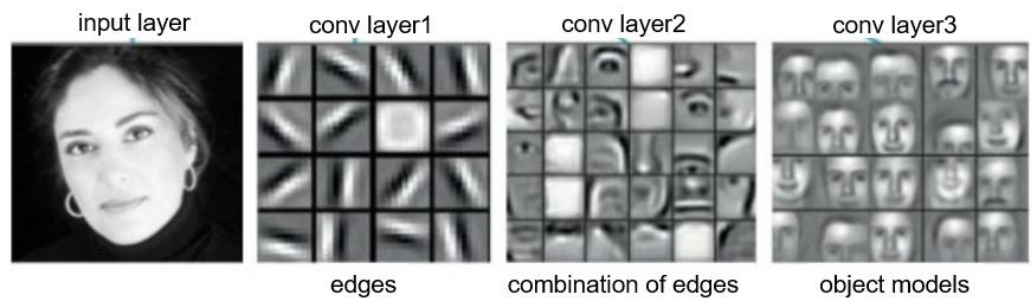 input layer
conv layer1
conv layer2
conv layer3
edges
combination of edges
object models